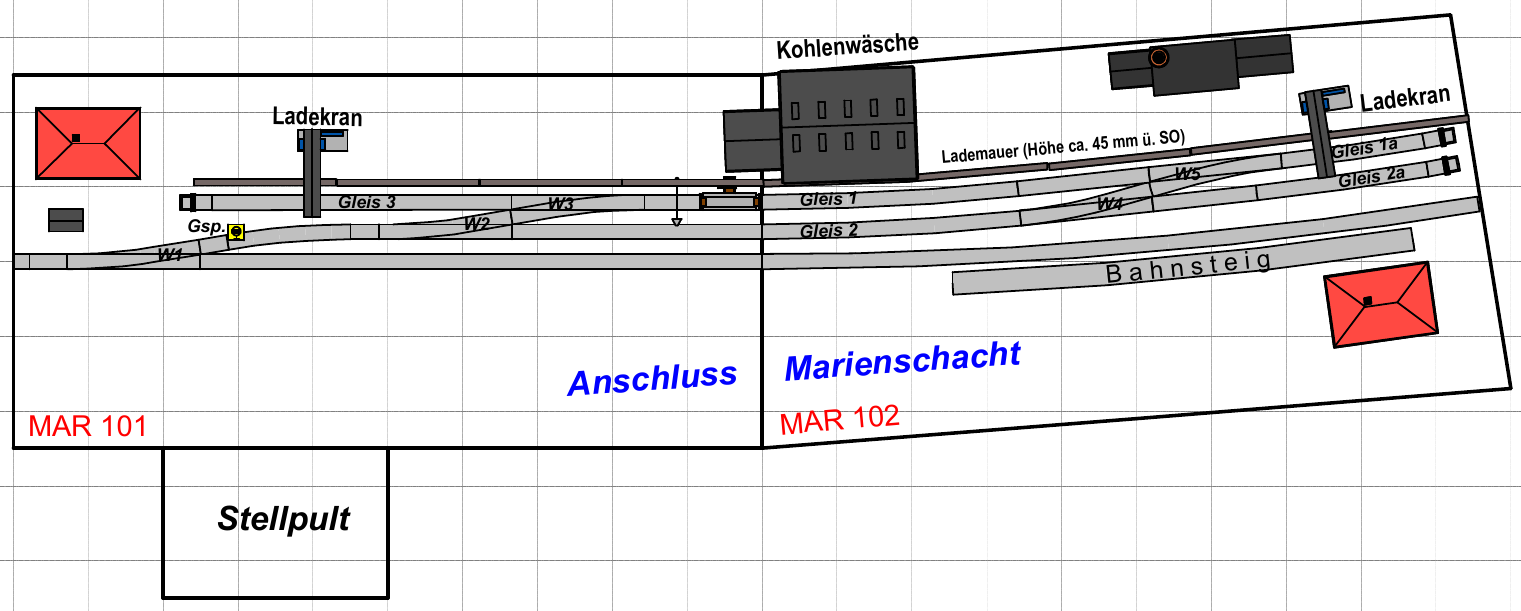 Kohlenwäsche
Ladekran
Ladekran
Lademauer (Höhe ca. 45 mm ü. SO)
Gleis 1a
W5
Gleis 2a
Gleis 3
W3
Gleis 1
W4
Gsp.
W2
Gleis 2
W1
Bahnsteig
Anschluss Marienschacht
MAR 101
MAR 102
Stellpult